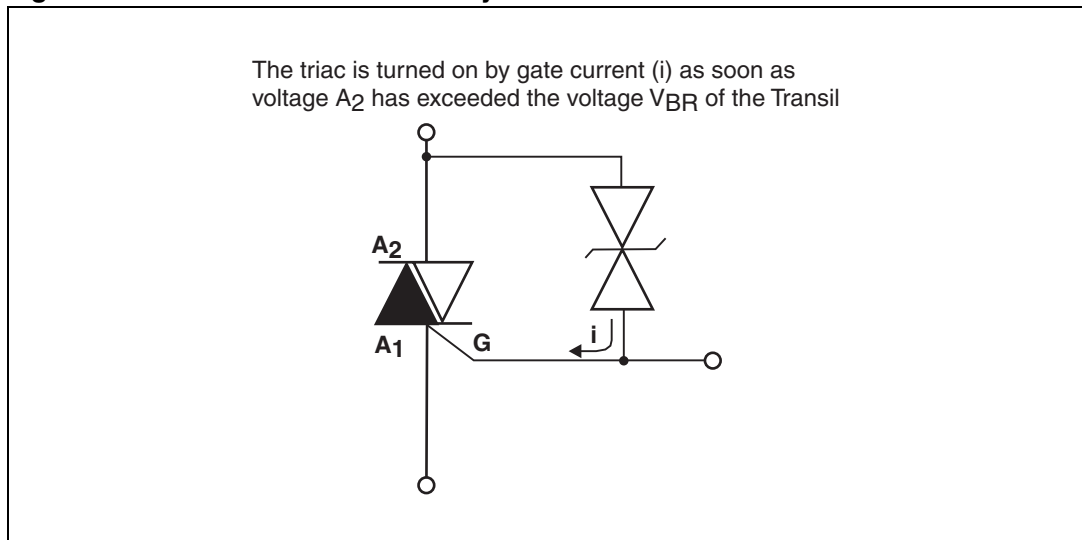 The triac is turned on by gate current (i) as soon as
voltage A2 has exceeded the voltage VBR of the Transil
A2
A1
G
i